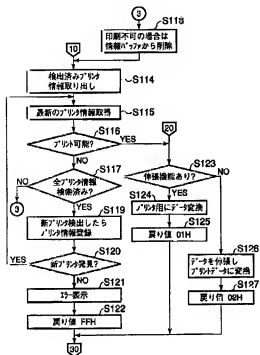 3
S118
印刷不可の場合は
情報バッファから削除
10
検出済みプリンタ
情報取り出し
S114
最新のプリンタ情報取得
S115
S116
プリント可能?
YES
NO
20
S117
全プリンタ情報
検索済み?
NO
3
YES
S123
伸張機能あり?
YES
NO
S124
プリンタ用にデータ変換
S125
戻り値 01H
S119
新プリンタ検出したら
プリンタ情報登録
S120
新プリンタ発見?
YES
NO
S121
エラー表示
S122
戻り値 FFH
S126
データを伸張し
プリントデータに変換
S127
戻り値 02H
30